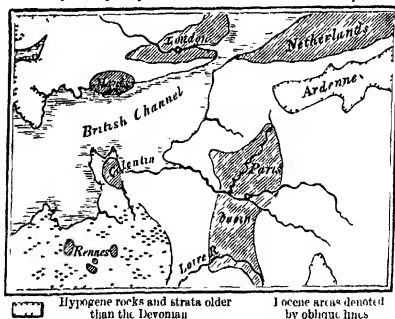 London
Netherlands
Ardenne
British Channel
Paris
basin
Rennes
Loire R.
Hypogene rocks and strata older
than the Devonian
Eocene areas denoted
by oblique lines